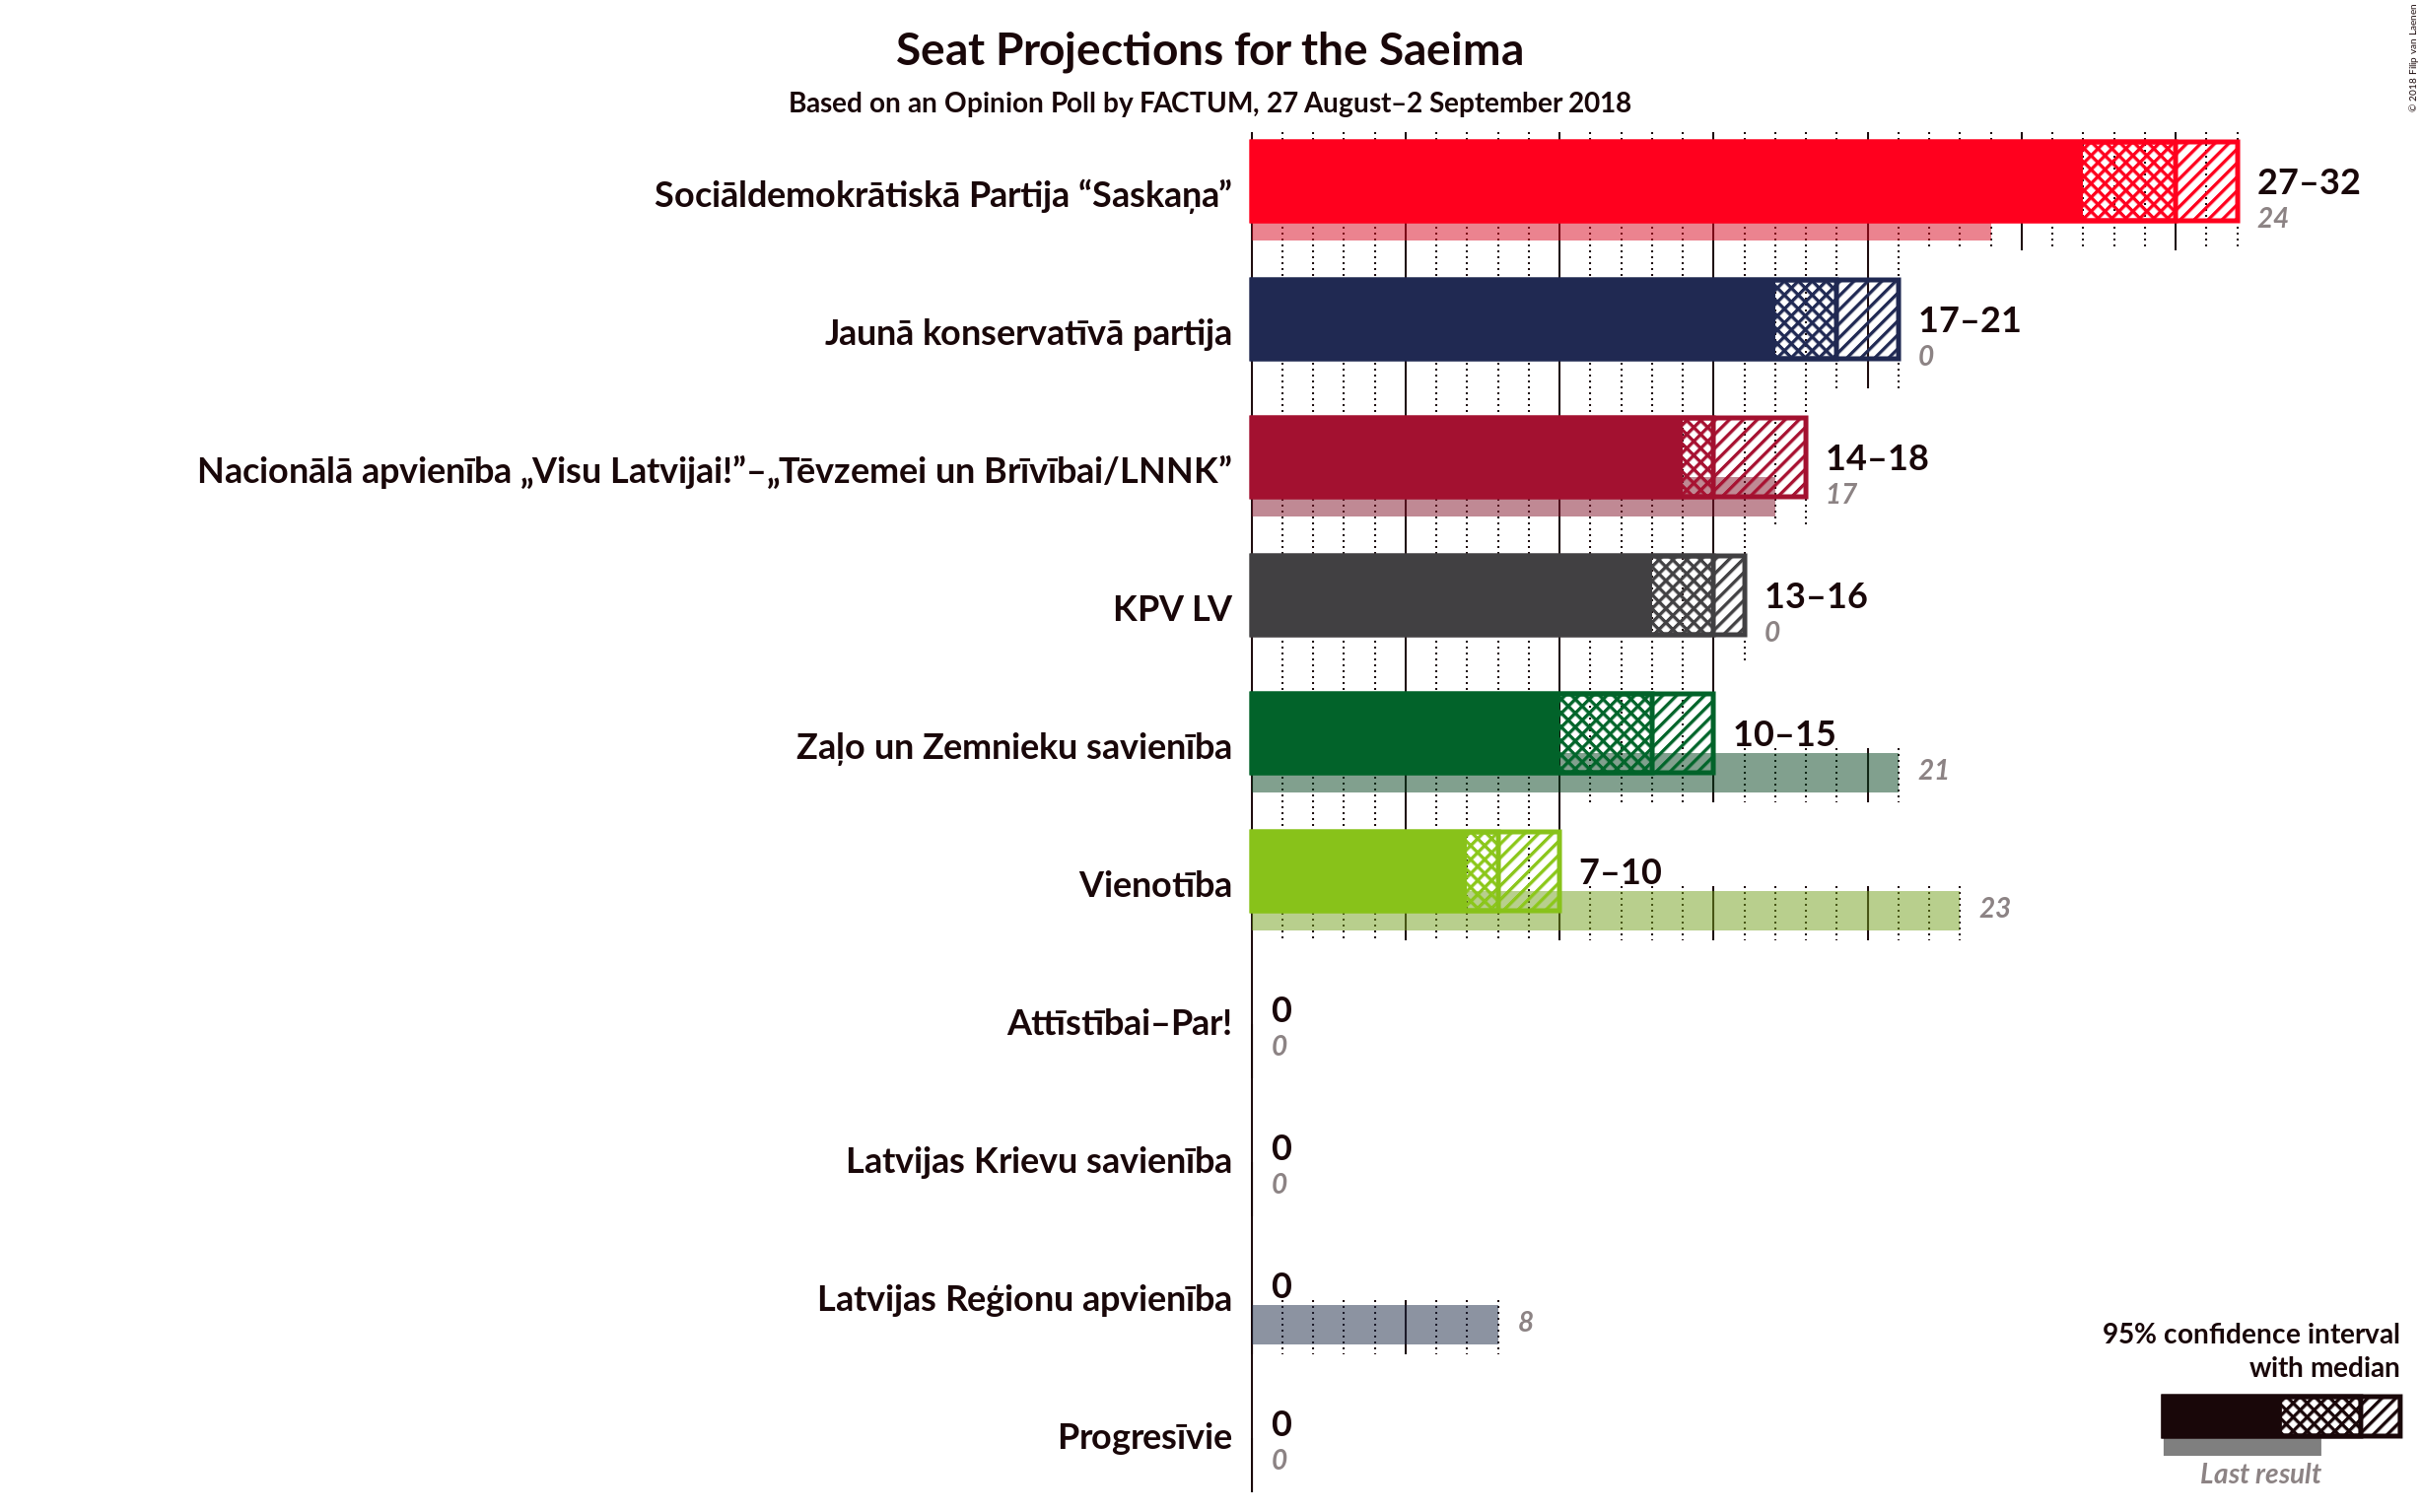 Seat Projections for the Saeima
Based on an Opinion Poll by FACTUM, 27 August–2 September 2018
© 2018 Filip van Laenen
Sociāldemokrātiskā Partija “Saskaņa”
27–32
24
Jaunā konservatīvā partija
17–21
0
Nacionālā apvienība „Visu Latvijai!”–„Tēvzemei un Brīvībai/LNNK”
14–18
17
KPV LV
13–16
0
Zaļo un Zemnieku savienība
10–15
21
Vienotība
7–10
23
Attīstībai–Par!
0
0
Latvijas Krievu savienība
0
0
Latvijas Reģionu apvienība
0
8
Progresīvie
0
0
95% confidence interval
with median
Last result